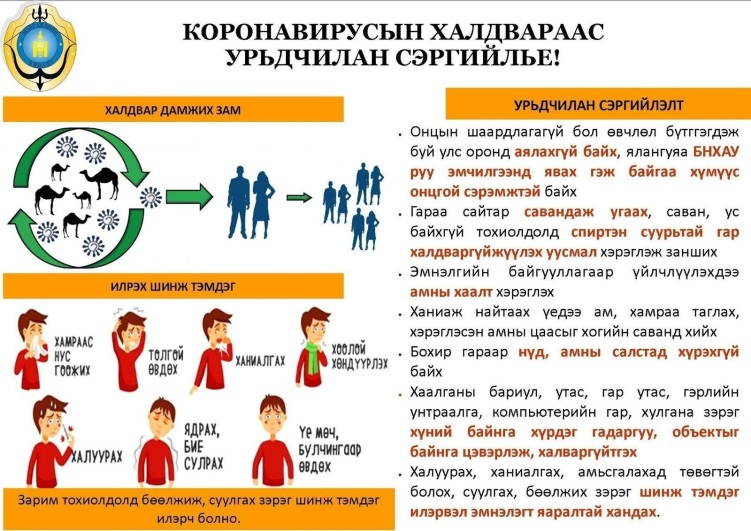 КОРОНАВИРУСЫН ХАЛДВАРААС
УРЬДЧИЛАН СЭРГИЙЛЬЕ!
ХАЛДВАР ДАМЖИХ ЗАМ
ИЛРЭХ ШИНЖ ТЭМДЭГ
ХАМРААС
НУС
ГООЖИХ
ТОЛГОЙ
ӨВДӨХ
ХАНИАЛГАХ
ХООЛОЙ
ХӨНДҮҮРЛЭХ
ХАЛУУРАХ
ЯДРАХ,
БИЕ
СУЛРАХ
Үе мөч,
БУЛЧИНГААР
ӨВДӨХ
Зарим тохиолдолд бөөлжиж, суулгах зэрэг шинж тэмдэг
илэрч болно.
УРЬДЧИЛАН СЭРГИЙЛЭЛТ
• Онцын шаардлагагүй бол өвчлөл бүтггэгдэж
буй улс оронд аялахгүй байх, ялангуяа БНХАУ
руу эмчилгээнд явах гэж байгаа хүмүүс
онцгой сэрэмжтэй байх
• Гараа сайтар савандаж угаах, саван, ус
байхгүй тохиолдолд спиртэн суурьтай гар
халдваргүйжүүлэх уусмал хэрэглэж занших
• Эмнэлгийн байгууллагаар үйлчлүүлэхдээ
амны хаалт хэрэглэх
• Ханиаж найтаах үедээ ам, хамраа таглах,
хэрэглэсэн амны цаасыг хогийн саванд хийх
• Бохир гараар нүд, амны салстад хүрэхгүй
байх
• Хаалганы бариул, утас, гар утас, гэрлийн
унтраалга, компьютерийн гар, хулгана зэрэг
хүний байнга хүрдэг гадаргуу, объектыг
байнга цэвэрлэж, халваргүйтгэх
• Халуурах, ханиалгах, амьсгалахад төвөгтэй
болох, суулгах, бөөлжих зэрэг шинж тэмдэг
илэрвэл эмнэлэгт яаралтай хандах.